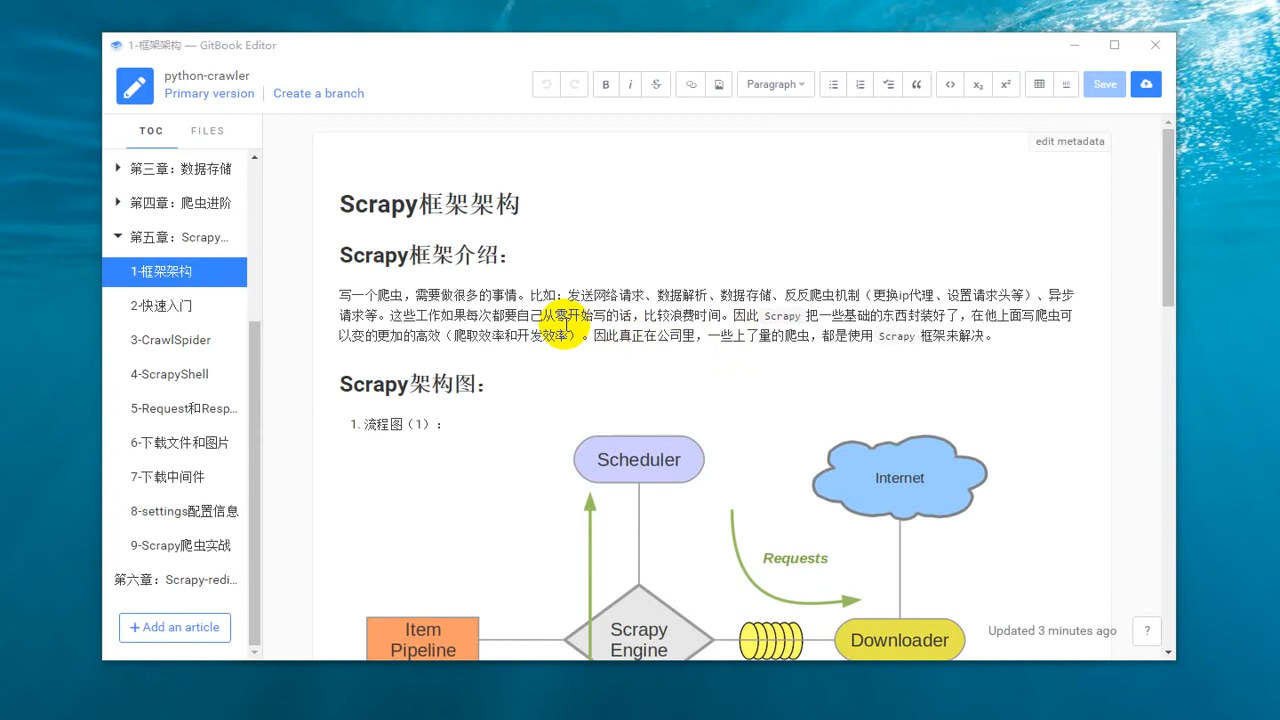 1-框架架构 — GitBook Editor
python-crawler
Primary version
Create a branch
B
i
S
Paragraph
x₂
x²
Save
TOC
FILES
edit metadata
第三章：数据存储
第四章：爬虫进阶
第五章：Scrapy...
1-框架架构
2-快速入门
3-CrawlSpider
4-ScrapyShell
5-Request和Resp...
6-下载文件和图片
7-下载中间件
8-settings配置信息
9-Scrapy爬虫实战
第六章：Scrapy-redi...
+ Add an article
Scrapy框架架构
Scrapy框架介绍：
写一个爬虫，需要做很多的事情。比如：发送网络请求、数据解析、数据存储、反反爬虫机制（更换ip代理、设置请求头等）、异步
请求等。这些工作如果每次都要自己从零开始写的话，比较浪费时间。因此 Scrapy 把一些基础的东西封装好了，在他上面写爬虫可
以变的更加的高效（爬取效率和开发效率）。因此真正在公司里，一些上了量的爬虫，都是使用 Scrapy 框架来解决。
Scrapy架构图：
1. 流程图（1）：
Scheduler
Internet
Requests
Item
Pipeline
Scrapy
Engine
Downloader
Updated 3 minutes ago
?